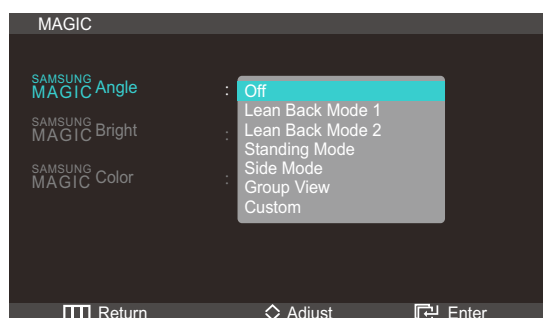 MAGIC
SAMSUNG
MAGIC Angle : Off
Lean Back Mode 1
Lean Back Mode 2
SAMSUNG
MAGIC Bright :
Standing Mode
Side Mode
SAMSUNG
MAGIC Color :
Group View
Custom
Return Adjust Enter